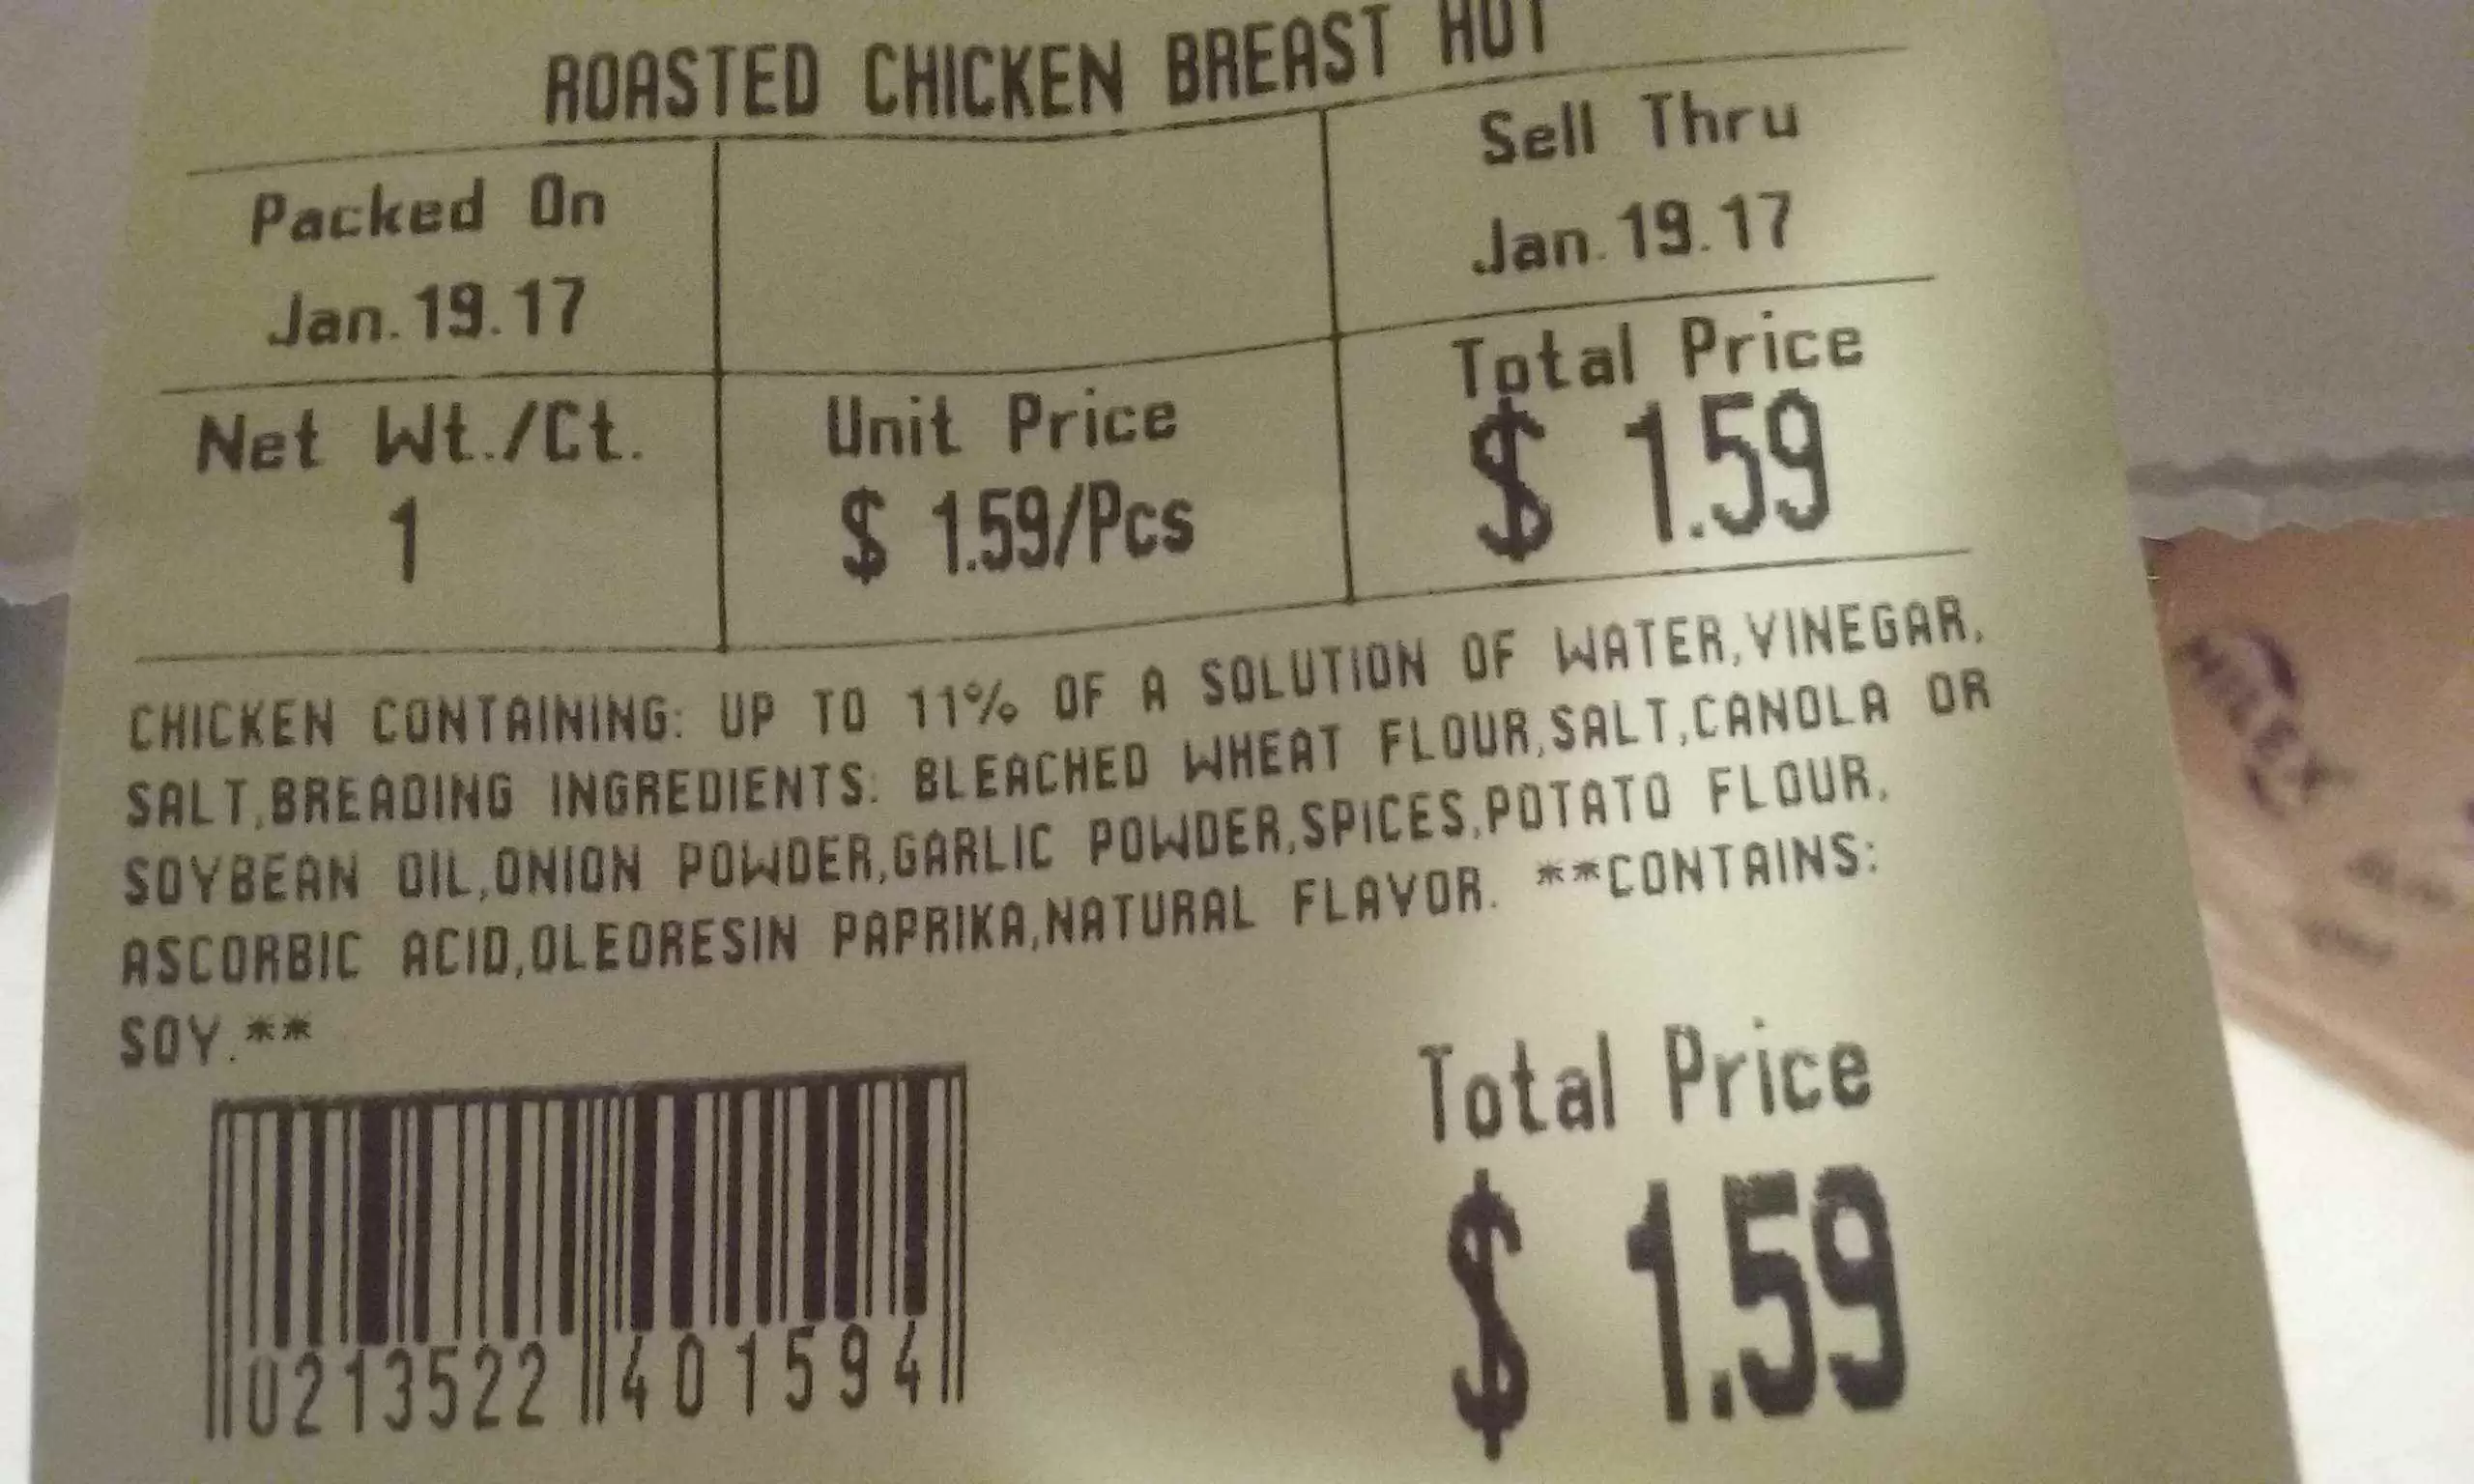 ROASTED CHICKEN BREAST HOT
Packed On
Jan.19.17
Sell Thru
Jan.19.17
Net Wt./Ct.
1
Unit Price
$ 1.59/Pcs
Total Price
$ 1.59
CHICKEN CONTAINING: UP TO 11% OF A SOLUTION OF WATER,VINEGAR,
SALT,BREADING INGREDIENTS: BLEACHED WHEAT FLOUR,SALT,CANOLA OR
SOYBEAN OIL,ONION POWDER,GARLIC POWDER,SPICES,POTATO FLOUR,
ASCORBIC ACID,OLEORESIN PAPRIKA,NATURAL FLAVOR. **CONTAINS:
SOY.**
Total Price
$ 1.59
0213522 401594